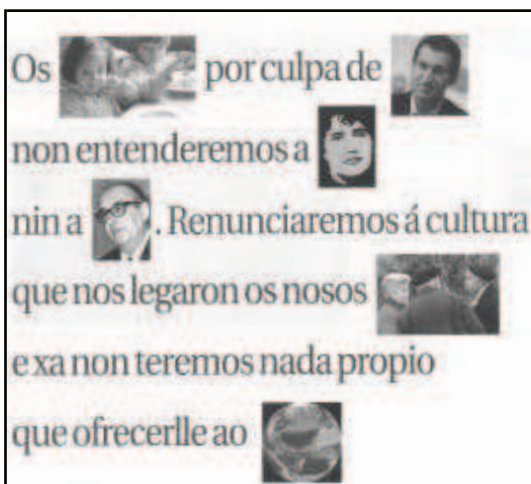 Os por culpa de
non entenderemos a
nin a . Renunciaremos á cultura
que nos legaron os nosos
e xa non teremos nada propio
que ofrecerlle ao